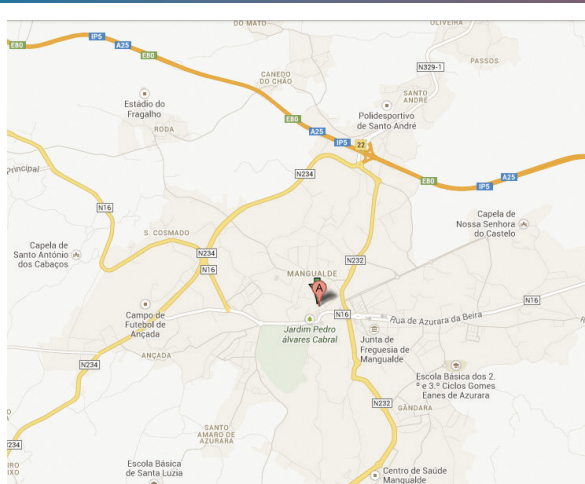 DO MATO
OLIVEIRA
E80
IP5
A25
E80
PASSOS
N329-1
CANEDO
DO CHÃO
SANTO
ANDRÉ
Estádio do
Fragalho
Polidesportivo
de Santo André
RODA
E80
A25
IP5
22
Principal
N234
E80
IP5
A25
N16
Capela de
Nossa Senhora
do Castelo
S. COSMADO
Capela de
Santo António
dos Cabaços
N234
N16
N232
MANGUALDE
A
N16
N16
Rua de Azurara da Beira
Campo de
Futebol de
Ançada
Jardim Pedro
álvares Cabral
Junta de
Freguesia de
Mangualde
ANÇADA
N234
Escola Básica dos 2.
º e 3.º Ciclos Gomes
Eanes de Azurara
N232
GÂNDARA
SANTO
AMARO DE
AZURARA
234
Escola Básica
de Santa Luzia
Centro de Saúde
Mangualde